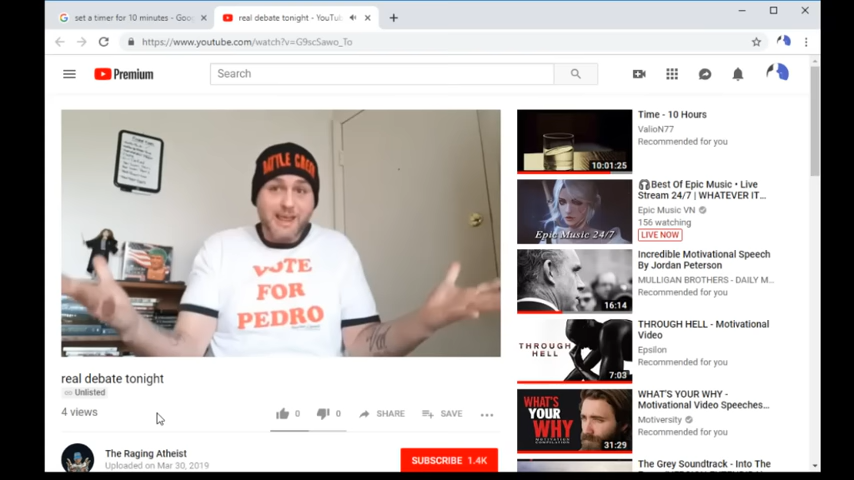 set a timer for 10 minutes - Goo
real debate tonight - YouTu
https://www.youtube.com/watch?v=G9scSawo_To
Premium
Search
BATTLE
VOTE
FOR
PEDRO
real debate tonight
Unlisted
4 views
0
0
SHARE
SAVE
The Raging Atheist
Uploaded on Mar 30, 2019
SUBSCRIBE 1.4K
10:01:25
Time - 10 Hours
ValioN77
Recommended for you
Epic Music 24/7
🎧Best Of Epic Music • Live
Stream 24/7 | WHATEVER IT...
Epic Music VN
156 watching
LIVE NOW
16:14
Incredible Motivational Speech
By Jordan Peterson
MULLIGAN BROTHERS - DAILY M...
Recommended for you
THROUGH
HELL
7:03
THROUGH HELL - Motivational
Video
Epsilon
Recommended for you
WHAT'S
YOUR
WHY
31:29
WHAT'S YOUR WHY -
Motivational Video Speeches...
Motiversity
Recommended for you
The Grey Soundtrack - Into The